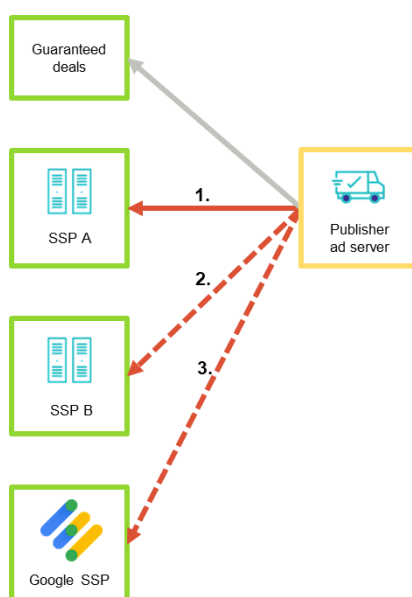 Guaranteed
deals
1.
SSP A
Publisher
ad server
2.
SSP B
3.
Google SSP